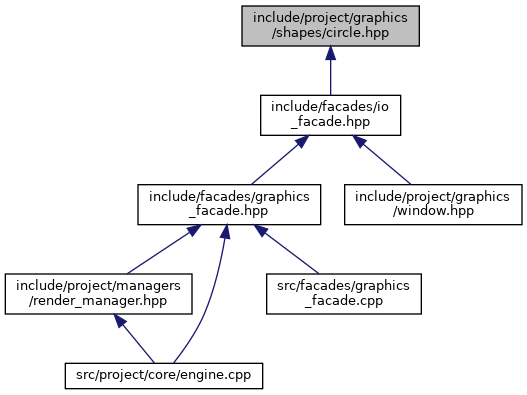 include/project/graphics
/shapes/circle.hpp
include/facades/io
_facade.hpp
include/facades/graphics
_facade.hpp
include/project/graphics
/window.hpp
include/project/managers
/render_manager.hpp
src/facades/graphics
_facade.cpp
src/project/core/engine.cpp